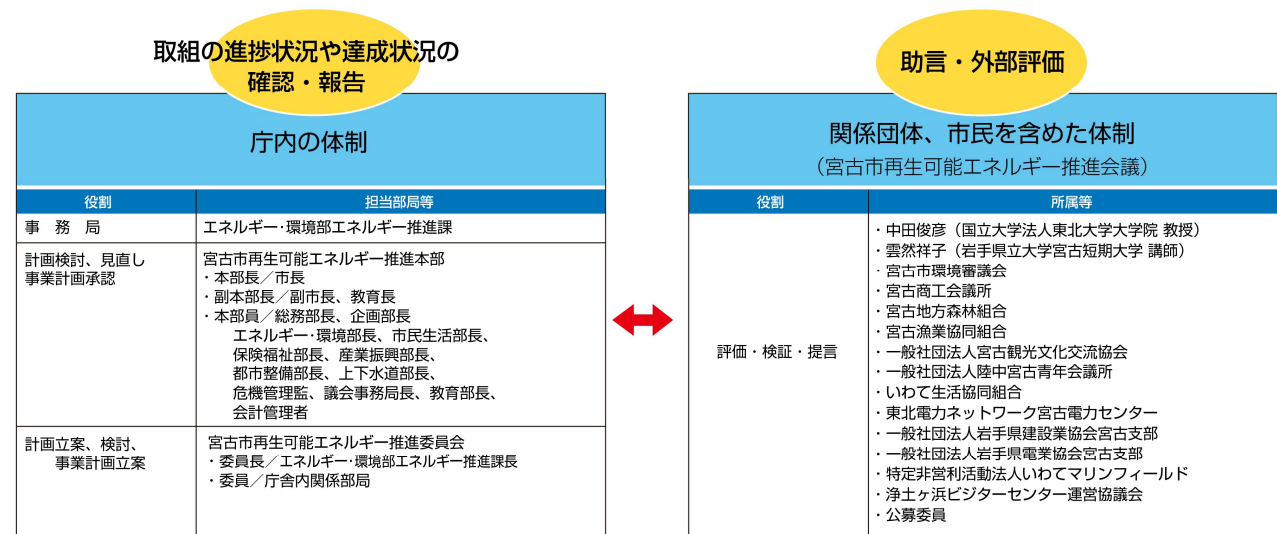 取組の進捗状況や達成状況の
確認・報告
庁内の体制
役割
担当部局等
事　務　局
エネルギー・環境部エネルギー推進課
計画検討、見直し
事業計画承認
宮古市再生可能エネルギー推進本部
・本部長／市長
・副本部長／副市長、教育長
・本部員／総務部長、企画部長
エネルギー・環境部長、市民生活部長、
保険福祉部長、産業振興部長、
都市整備部長、上下水道部長、
危機管理監、議会事務局長、教育部長、
会計管理者
計画立案、検討、
事業計画立案
宮古市再生可能エネルギー推進委員会
・委員長／エネルギー・環境部エネルギー推進課長
・委員／庁舎内関係部局
助言・外部評価
関係団体、市民を含めた体制
（宮古市再生可能エネルギー推進会議）
役割
所属等
評価・検証・提言
・中田俊彦（国立大学法人東北大学大学院 教授）
・雲然祥子（岩手県立大学宮古短期大学 講師）
・宮古市環境審議会
・宮古商工会議所
・宮古地方森林組合
・宮古漁業協同組合
・一般社団法人宮古観光文化交流協会
・一般社団法人陸中宮古青年会議所
・いわて生活協同組合
・東北電力ネットワーク宮古電力センター
・一般社団法人岩手県建設業協会宮古支部
・一般社団法人岩手県電業協会宮古支部
・特定非営利活動法人いわてマリンフィールド
・浄土ヶ浜ビジターセンター運営協議会
・公募委員